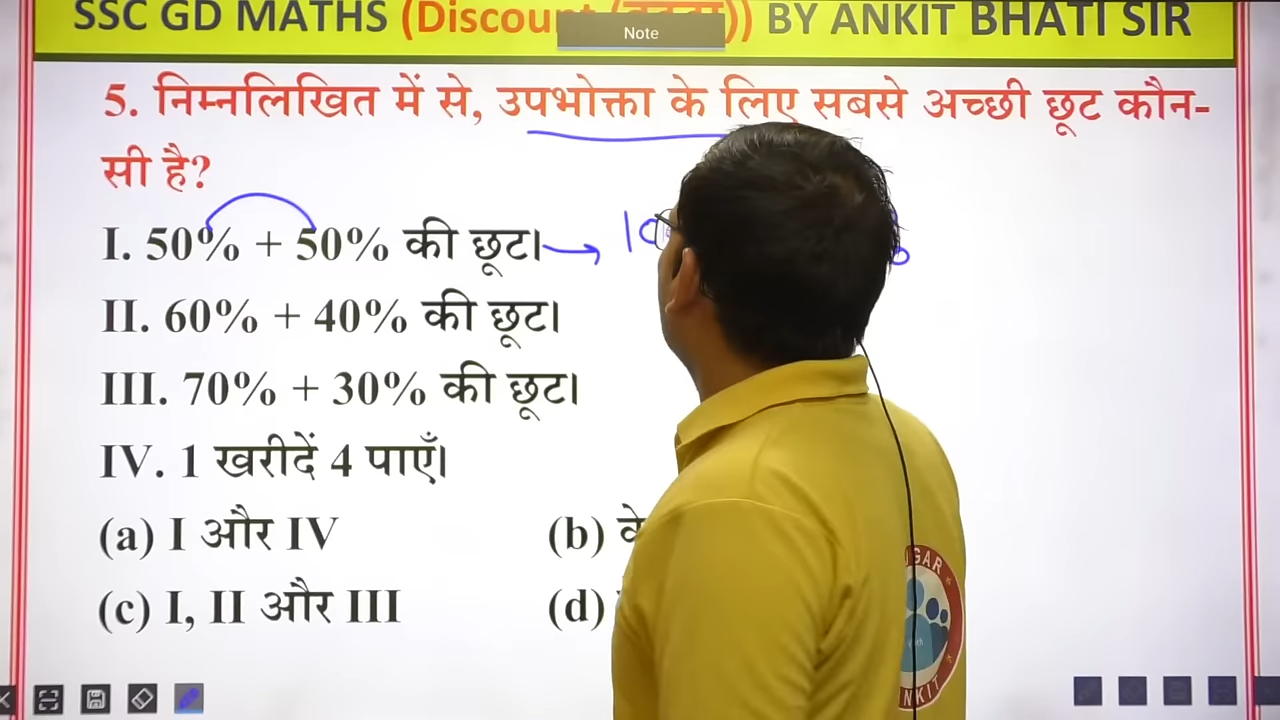 SSC GD MATHS (Discount ( )) BY ANKIT BHATI SIR
Note
5. निम्नलिखित में से, उपभोक्ता के लिए सबसे अच्छी छूट कौन-
सी है?
I. 50% + 50% की छूट।
II. 60% + 40% की छूट।
III. 70% + 30% की छूट।
IV. 1 खरीदें 4 पाएँ।
(a) I और IV
(b)
(c) I, II और III
(d)
ANKIT